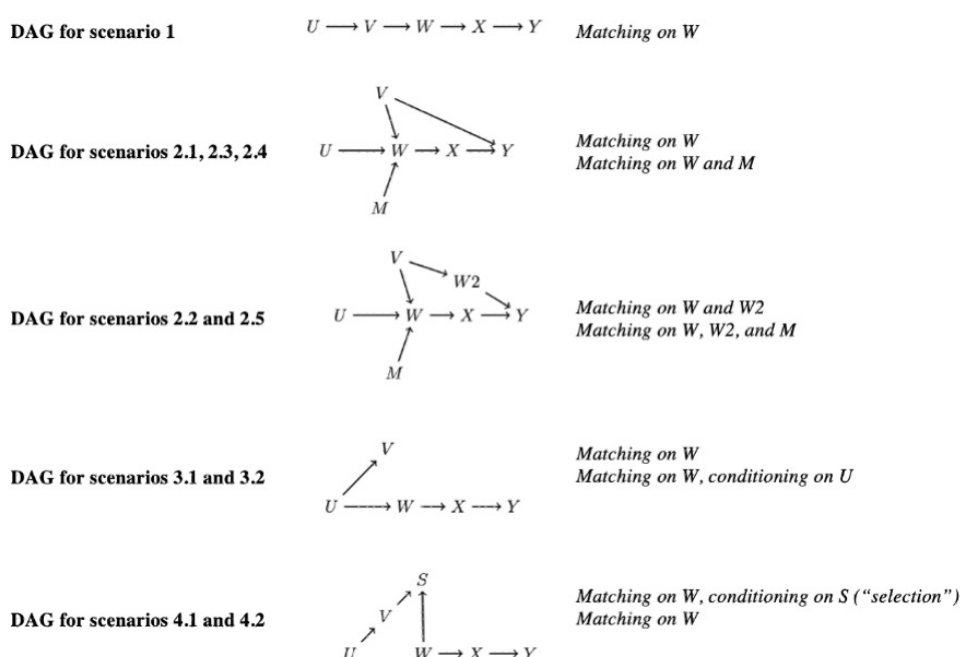 DAG for scenario 1
U → V → W → X → Y
Matching on W
V
DAG for scenarios 2.1, 2.3, 2.4
U → W → X → Y
Matching on W
Matching on W and M
M
V
W2
DAG for scenarios 2.2 and 2.5
U → W → X → Y
Matching on W and W2
Matching on W, W2, and M
M
V
DAG for scenarios 3.1 and 3.2
U → W → X → Y
Matching on W
Matching on W, conditioning on U
S
V
DAG for scenarios 4.1 and 4.2
U W → X → Y
Matching on W, conditioning on S (“selection”)
Matching on W